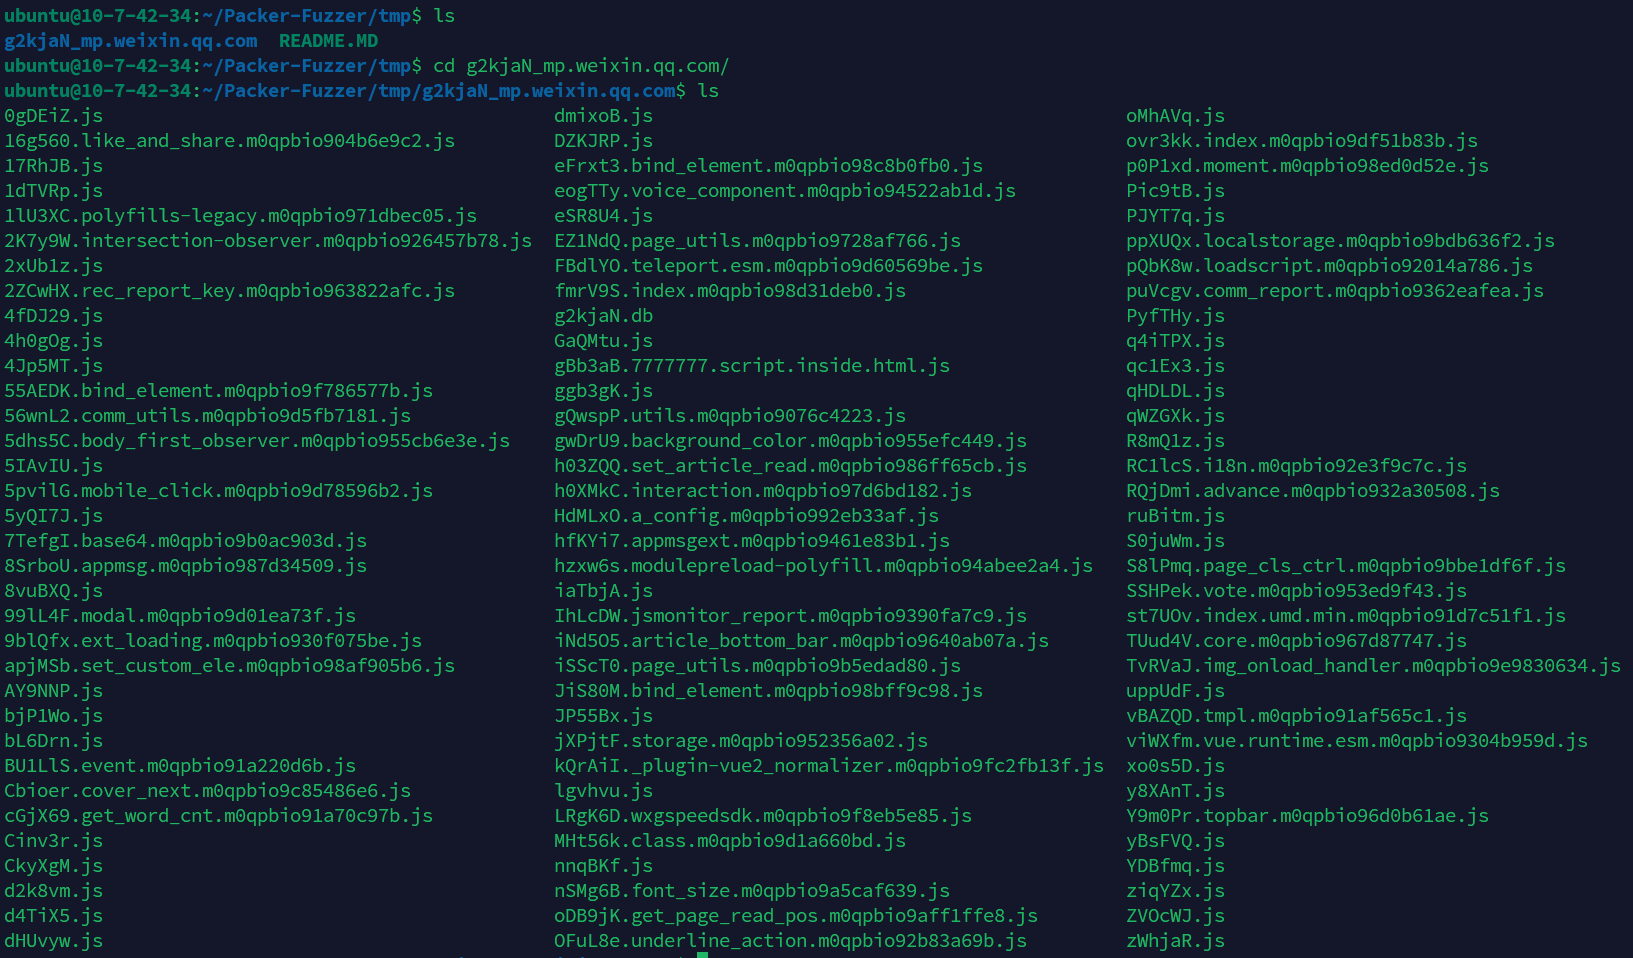 ubuntu@10-7-42-34:~/Packer-Fuzzer/tmp$ ls
g2kjaN_mp.weixin.qq.com  README.MD
ubuntu@10-7-42-34:~/Packer-Fuzzer/tmp$ cd g2kjaN_mp.weixin.qq.com/
ubuntu@10-7-42-34:~/Packer-Fuzzer/tmp/g2kjaN_mp.weixin.qq.com$ ls
0gDEiZ.js  dmixoB.js  oMhAVq.js
16g560.like_and_share.m0qpbio904b6e9c2.js  DZKJRP.js  ovr3kk.index.m0qpbio9df51b83b.js
17RhJB.js  eFrxt3.bind_element.m0qpbio98c8b0fb0.js  p0P1xd.moment.m0qpbio98ed0d52e.js
1dTVRp.js  eogTTy.voice_component.m0qpbio94522ab1d.js  Pic9tB.js
1lU3XC.polyfills-legacy.m0qpbio971dbec05.js  eSR8U4.js  PJYT7q.js
2K7y9W.intersection-observer.m0qpbio926457b78.js  EZ1NdQ.page_utils.m0qpbio9728af766.js  ppXUQx.localstorage.m0qpbio9bdb636f2.js
2xUb1z.js  FBdlYO.teleport.esm.m0qpbio9d60569be.js  pQbK8w.loadscript.m0qpbio92014a786.js
2ZCwHX.rec_report_key.m0qpbio963822afc.js  fmrV9S.index.m0qpbio98d31deb0.js  puVcgv.comm_report.m0qpbio9362eafea.js
4fDJ29.js  g2kjaN.db  PyfTHy.js
4h0gOg.js  GaQMtu.js  q4iTPX.js
4Jp5MT.js  gBb3aB.7777777.script.inside.html.js  qc1Ex3.js
55AEDK.bind_element.m0qpbio9f786577b.js  ggb3gK.js  qHDLDL.js
56wnL2.comm_utils.m0qpbio9d5fb7181.js  gQwspP.utils.m0qpbio9076c4223.js  qWZGXk.js
5dhs5C.body_first_observer.m0qpbio955cb6e3e.js  gwDrU9.background_color.m0qpbio955efc449.js  R8mQ1z.js
5IAvIU.js  h03ZQQ.set_article_read.m0qpbio986ff65cb.js  RC1lcS.i18n.m0qpbio92e3f9c7c.js
5pvilG.mobile_click.m0qpbio9d78596b2.js  h0XMkC.interaction.m0qpbio97d6bd182.js  RQjDmi.advance.m0qpbio932a30508.js
5yQI7J.js  HdMLxO.a_config.m0qpbio992eb33af.js  ruBitm.js
7TefgI.base64.m0qpbio9b0ac903d.js  hfKYi7.appmsgext.m0qpbio9461e83b1.js  S0juWm.js
8SrboU.appmsg.m0qpbio987d34509.js  hzxw6s.modulepreload-polyfill.m0qpbio94abee2a4.js  S8lPmq.page_cls_ctrl.m0qpbio9bbe1df6f.js
8vuBXQ.js  iaTbjA.js  SSHPek.vote.m0qpbio953ed9f43.js
99lL4F.modal.m0qpbio9d01ea73f.js  IhLcDW.jsmonitor_report.m0qpbio9390fa7c9.js  st7UOv.index.umd.min.m0qpbio91d7c51f1.js
9blQfx.ext_loading.m0qpbio930f075be.js  iNd5O5.article_bottom_bar.m0qpbio9640ab07a.js  TUud4V.core.m0qpbio967d87747.js
apjMSb.set_custom_ele.m0qpbio98af905b6.js  iSScT0.page_utils.m0qpbio9b5edad80.js  TvRVaJ.img_onload_handler.m0qpbio9e9830634.js
AY9NNP.js  JiS80M.bind_element.m0qpbio98bff9c98.js  uppUdF.js
bjP1Wo.js  JP55Bx.js  vBAZQD.tmpl.m0qpbio91af565c1.js
bL6Drn.js  jXPjtF.storage.m0qpbio952356a02.js  viWXfm.vue.runtime.esm.m0qpbio9304b959d.js
BU1LlS.event.m0qpbio91a220d6b.js  kQrAiI._plugin-vue2_normalizer.m0qpbio9fc2fb13f.js  xo0s5D.js
Cbioer.cover_next.m0qpbio9c85486e6.js  lgvhvu.js  y8XAnT.js
cGjX69.get_word_cnt.m0qpbio91a70c97b.js  LRgK6D.wxgspeedsdk.m0qpbio9f8eb5e85.js  Y9m0Pr.topbar.m0qpbio96d0b61ae.js
Cinv3r.js  MHt56k.class.m0qpbio9d1a660bd.js  yBsFVQ.js
CkyXgM.js  nnqBKf.js  YDBfmq.js
d2k8vm.js  nSMg6B.font_size.m0qpbio9a5caf639.js  ziqYZx.js
d4TiX5.js  oDB9jK.get_page_read_pos.m0qpbio9aff1ffe8.js  ZVOcWJ.js
dHUvyw.js  OFuL8e.underline_action.m0qpbio92b83a69b.js  zWhjaR.js